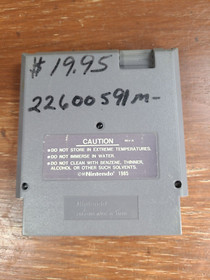 $19.95
22600591M-
CAUTION
●DO NOT STORE IN EXTREME TEMPERATURES.
●DO NOT IMMERSE IN WATER.
●DO NOT CLEAN WITH BENZENE, THINNER,
ALCOHOL OR OTHER SUCH SOLVENTS.
©Nintendo 1985
Nintendo